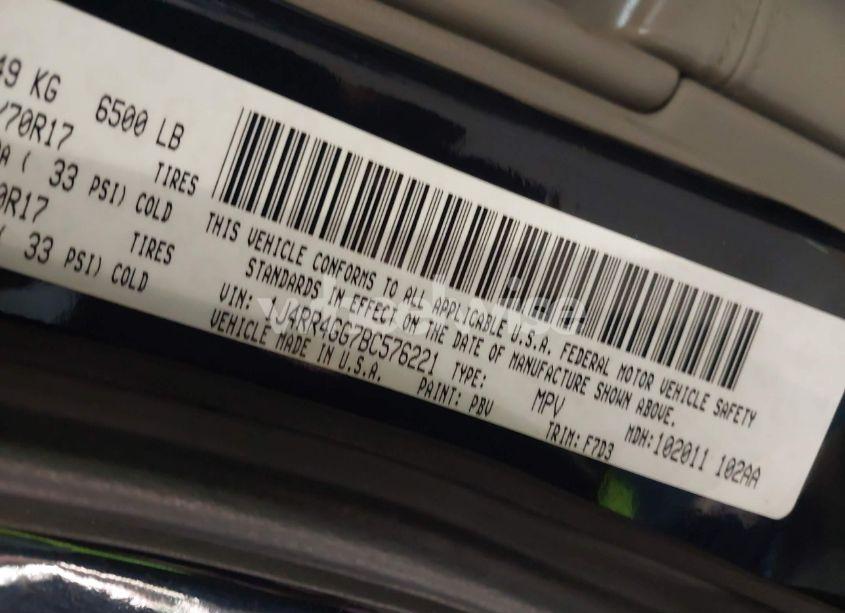 49 KG 6500 LB
/70R17 TIRES
( 33 PSI) COLD
0R17 TIRES
( 33 PSI) COLD
THIS VEHICLE CONFORMS TO ALL APPLICABLE U.S.A. FEDERAL MOTOR VEHICLE SAFETY
STANDARDS IN EFFECT ON THE DATE OF MANUFACTURE SHOWN ABOVE.
VIN: 1J4RR4GG7BC576221 TYPE: MPV MDH:102011 102AA
VEHICLE MADE IN U.S.A. PAINT: PBV TRIM: F7D3